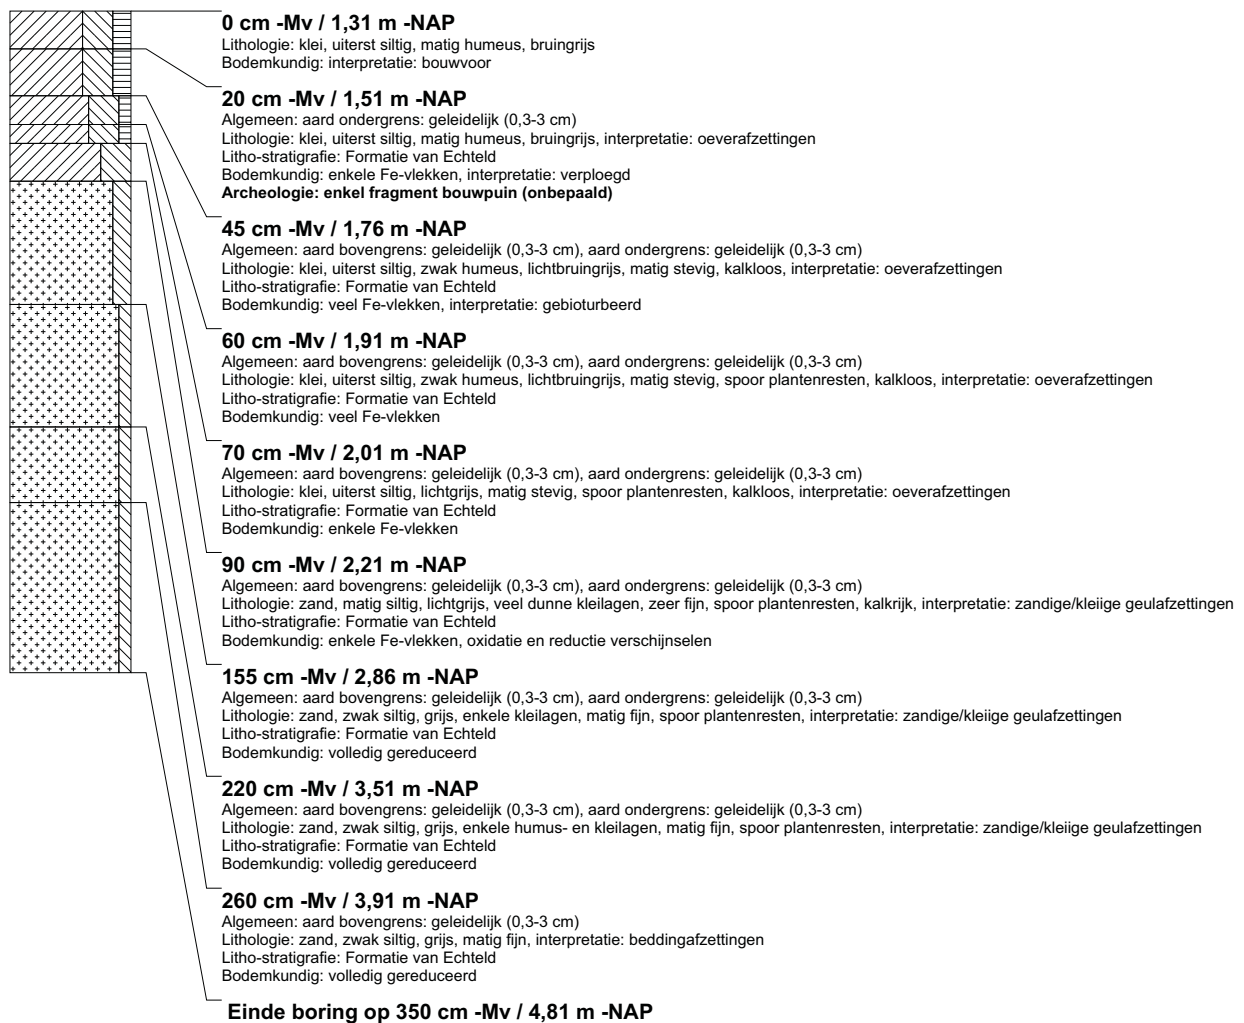 0 cm -Mv / 1,31 m -NAP
Lithologie: klei, uiterst siltig, matig humeus, bruingrijs
Bodemkundig: interpretatie: bouwvoor
20 cm -Mv / 1,51 m -NAP
Algemeen: aard ondergrens: geleidelijk (0,3-3 cm)
Lithologie: klei, uiterst siltig, matig humeus, bruingrijs, interpretatie: oeverafzettingen
Litho-stratigrafie: Formatie van Echteld
Bodemkundig: enkele Fe-vlekken, interpretatie: verploegd
Archeologie: enkel fragment bouwpuin (onbepaald)
45 cm -Mv / 1,76 m -NAP
Algemeen: aard bovengrens: geleidelijk (0,3-3 cm), aard ondergrens: geleidelijk (0,3-3 cm)
Lithologie: klei, uiterst siltig, zwak humeus, lichtbruingrijs, matig stevig, kalkloos, interpretatie: oeverafzettingen
Litho-stratigrafie: Formatie van Echteld
Bodemkundig: veel Fe-vlekken, interpretatie: gebioturbeerd
60 cm -Mv / 1,91 m -NAP
Algemeen: aard bovengrens: geleidelijk (0,3-3 cm), aard ondergrens: geleidelijk (0,3-3 cm)
Lithologie: klei, uiterst siltig, zwak humeus, lichtbruingrijs, matig stevig, spoor plantenresten, kalkloos, interpretatie: oeverafzettingen
Litho-stratigrafie: Formatie van Echteld
Bodemkundig: veel Fe-vlekken
70 cm -Mv / 2,01 m -NAP
Algemeen: aard bovengrens: geleidelijk (0,3-3 cm), aard ondergrens: geleidelijk (0,3-3 cm)
Lithologie: klei, uiterst siltig, lichtgrijs, matig stevig, spoor plantenresten, kalkloos, interpretatie: oeverafzettingen
Litho-stratigrafie: Formatie van Echteld
Bodemkundig: enkele Fe-vlekken
90 cm -Mv / 2,21 m -NAP
Algemeen: aard bovengrens: geleidelijk (0,3-3 cm), aard ondergrens: geleidelijk (0,3-3 cm)
Lithologie: zand, matig siltig, lichtgrijs, veel dunne kleilagen, zeer fijn, spoor plantenresten, kalkrijk, interpretatie: zandige/kleiige geulafzettingen
Litho-stratigrafie: Formatie van Echteld
Bodemkundig: enkele Fe-vlekken, oxidatie en reductie verschijnselen
155 cm -Mv / 2,86 m -NAP
Algemeen: aard bovengrens: geleidelijk (0,3-3 cm), aard ondergrens: geleidelijk (0,3-3 cm)
Lithologie: zand, zwak siltig, grijs, enkele kleilagen, matig fijn, spoor plantenresten, interpretatie: zandige/kleiige geulafzettingen
Litho-stratigrafie: Formatie van Echteld
Bodemkundig: volledig gereduceerd
220 cm -Mv / 3,51 m -NAP
Algemeen: aard bovengrens: geleidelijk (0,3-3 cm), aard ondergrens: geleidelijk (0,3-3 cm)
Lithologie: zand, zwak siltig, grijs, enkele humus- en kleilagen, matig fijn, spoor plantenresten, interpretatie: zandige/kleiige geulafzettingen
Litho-stratigrafie: Formatie van Echteld
Bodemkundig: volledig gereduceerd
260 cm -Mv / 3,91 m -NAP
Algemeen: aard bovengrens: geleidelijk (0,3-3 cm)
Lithologie: zand, zwak siltig, grijs, matig fijn, interpretatie: beddingafzettingen
Litho-stratigrafie: Formatie van Echteld
Bodemkundig: volledig gereduceerd
Einde boring op 350 cm -Mv / 4,81 m -NAP